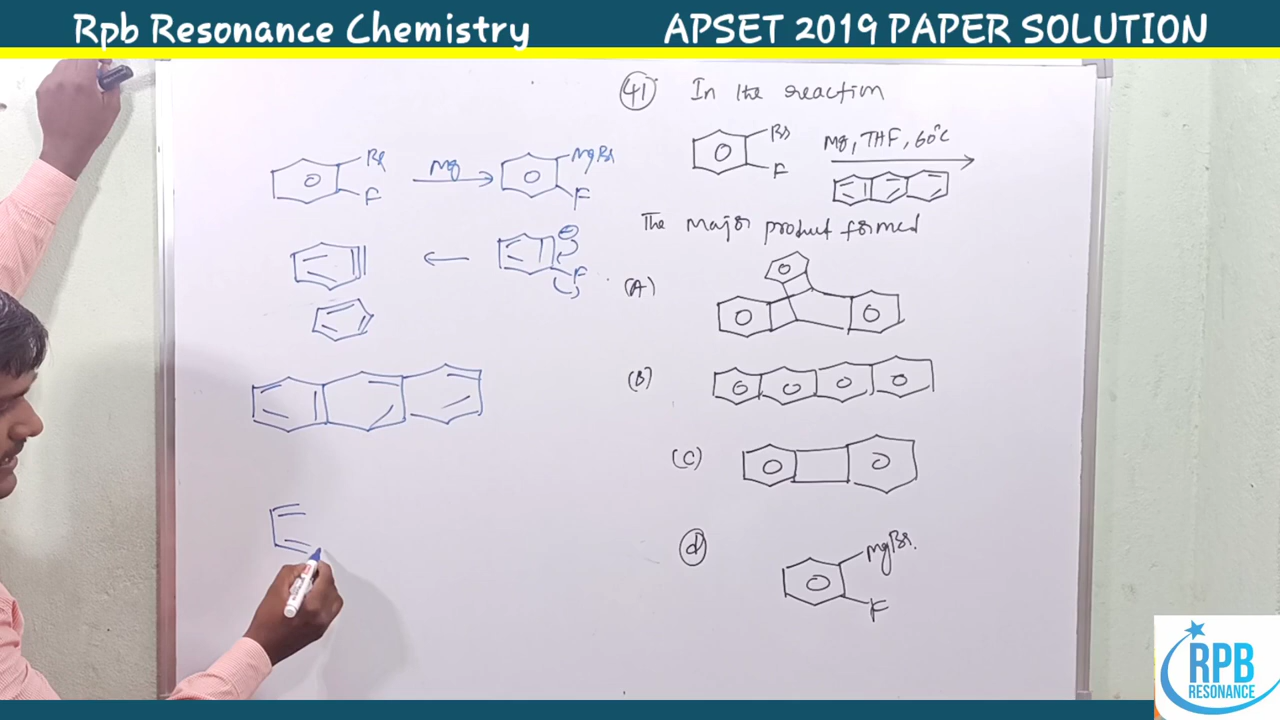 Rpb Resonance Chemistry
APSET 2019 PAPER SOLUTION
41 In the reaction
Br
F
Mg, THF, 60°C
The Major product formed
(A)
(B)
(C)
(d)
MgBr.
F
Br
F
Mg
MgBr
F
F
RPB
RESONANCE